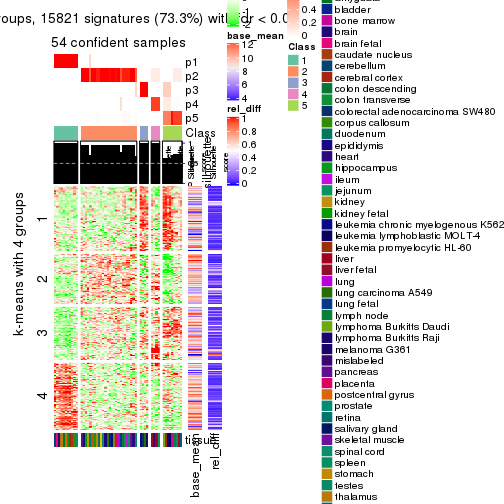 oups, 15821 signatures (73.3%) with fdr < 0.0
54 confident samples
p1
p2
p3
p4
p5
Class
Silhouette
score
silhouettes
1
2
3
4
k-means with 4 groups
tissue
base_mean
rel_diff
2
base_mean
12
10
8
6
4
rel_diff
1
0.8
0.6
0.4
0.2
0
0.4
0.2
0
Class
1
2
3
4
5
bladder
bone marrow
brain
brain fetal
caudate nucleus
cerebellum
cerebral cortex
colon descending
colon transverse
colorectal adenocarcinoma SW480
corpus callosum
duodenum
epididymis
heart
hippocampus
ileum
jejunum
kidney
kidney fetal
leukemia chronic myelogenous K562
leukemia lymphoblastic MOLT-4
leukemia promyelocytic HL-60
liver
liver fetal
lung
lung carcinoma A549
lung fetal
lymph node
lymphoma Burkitts Daudi
lymphoma Burkitts Raji
melanoma G361
mislabeled
pancreas
placenta
postcentral gyrus
prostate
retina
salivary gland
skeletal muscle
spinal cord
spleen
stomach
testes
thalamus